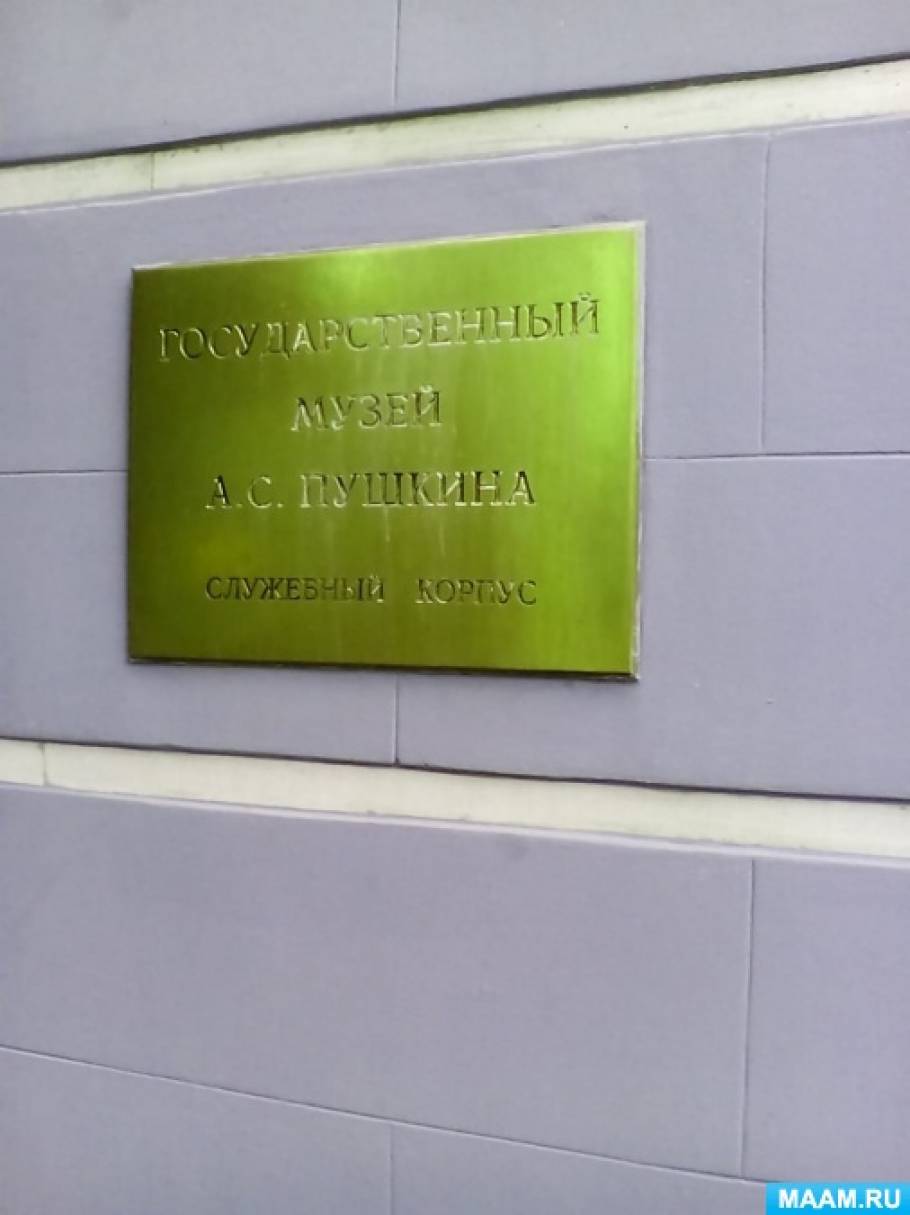 ГОСУДАРСТВЕННЫЙ
МУЗЕЙ
А.С. ПУШКИНА
СЛУЖЕБНЫЙ КОРПУС
MAAM.RU